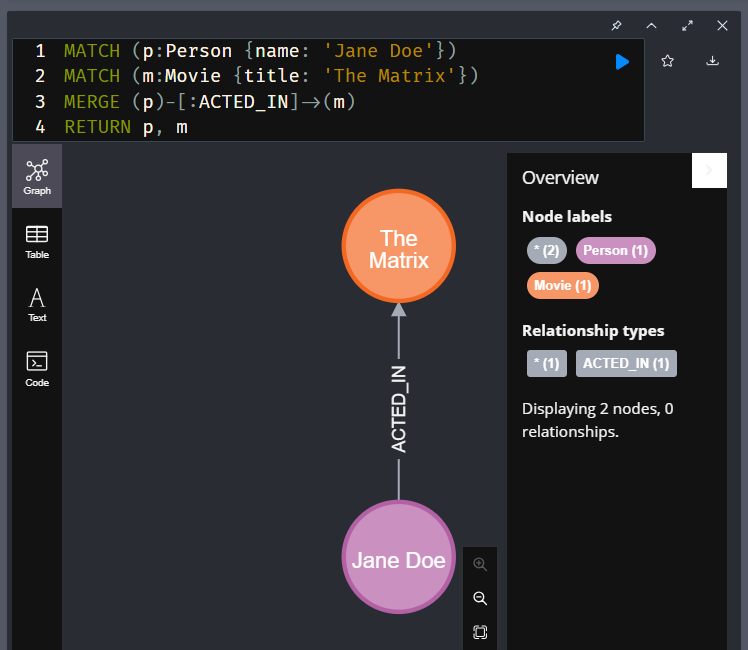 1 MATCH (p:Person {name: 'Jane Doe'})
2 MATCH (m:Movie {title: 'The Matrix'})
3 MERGE (p)-[:ACTED_IN]->(m)
4 RETURN p, m
Graph
Table
Text
Code
The
Matrix
ACTED_IN
Jane Doe
Overview
Node labels
* (2) Person (1)
Movie (1)
Relationship types
* (1) ACTED_IN (1)
Displaying 2 nodes, 0
relationships.